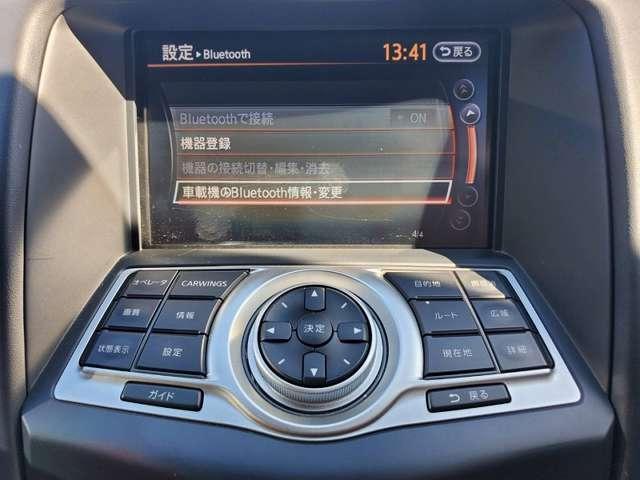 設定▶Bluetooth 13:41 戻る
Bluetoothで接続 ON
機器登録
機器の接続切替・編集・消去
車載機のBluetooth情報・変更
4/4
オペレータ CARWINGS 目的地
画質 情報 ルート 広域
状態表示 設定 決定 現在地 詳細
ガイド 戻る